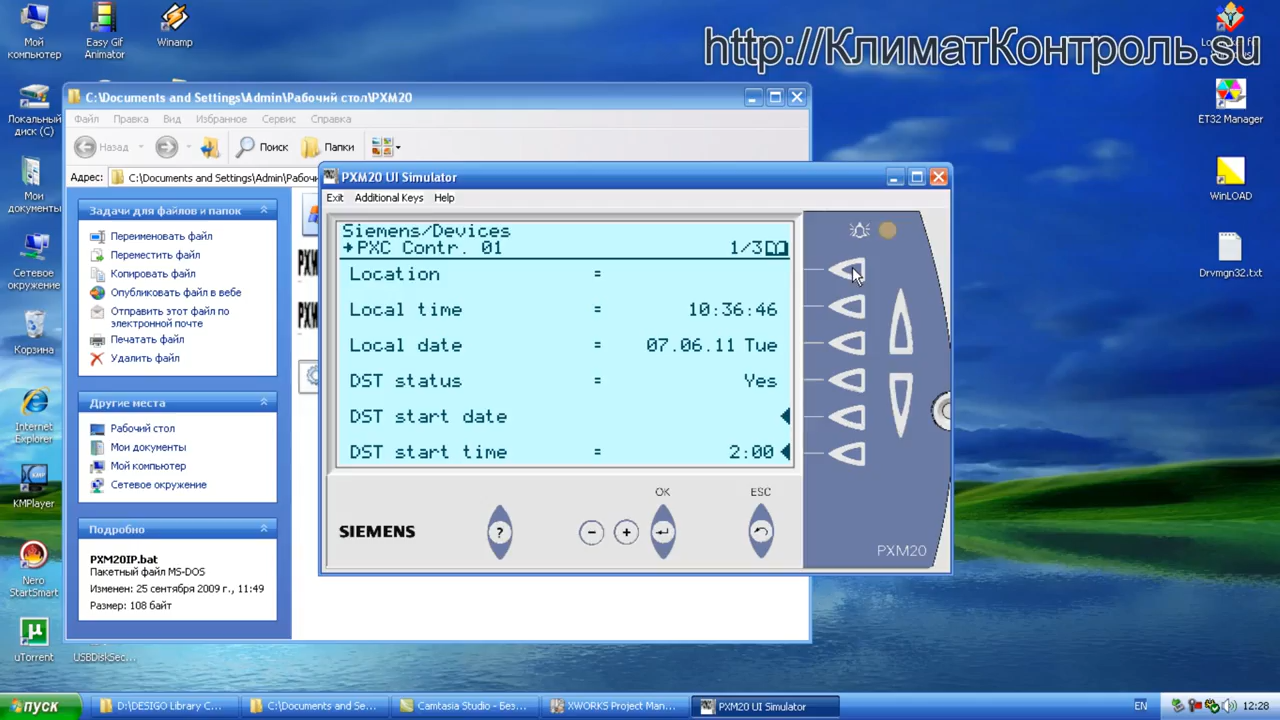 http://КлиматКонтроль.su
Мой
компьютер
Easy Gif
Animator
Winamp
Локальный
диск (C)
Мои
документы
Сетевое
окружение
Корзина
Internet
Explorer
KMPlayer
Nero
StartSmart
uTorrent
USBDiskSec...
ET32 Manager
WinLOAD
Drvmgn32.txt
C:\Documents and Settings\Admin\Рабочий стол\PXM20
Файл Правка Вид Избранное Сервис Справка
Назад Поиск Папки
Адрес: C:\Documents and Settings\Admin\Рабоч
Задачи для файлов и папок
Переименовать файл
Переместить файл
Копировать файл
Опубликовать файл в вебе
Отправить этот файл по
электронной почте
Печатать файл
Удалить файл
Другие места
Рабочий стол
Мои документы
Мой компьютер
Сетевое окружение
Подробно
PXM20IP.bat
Пакетный файл MS-DOS
Изменен: 25 сентября 2009 г., 11:49
Размер: 108 байт
PXM20 UI Simulator
Exit Additional Keys Help
Siemens/Devices
PXC Contr. 01 1/3
Location =
Local time = 10:36:46
Local date = 07.06.11 Tue
DST status = Yes
DST start date
DST start time = 2:00
OK ESC
SIEMENS ? − +
PXM20
пуск
D:\DESIGO Library C...
C:\Documents and Se...
Camtasia Studio - Без...
XWORKS Project Man...
PXM20 UI Simulator
EN 12:28